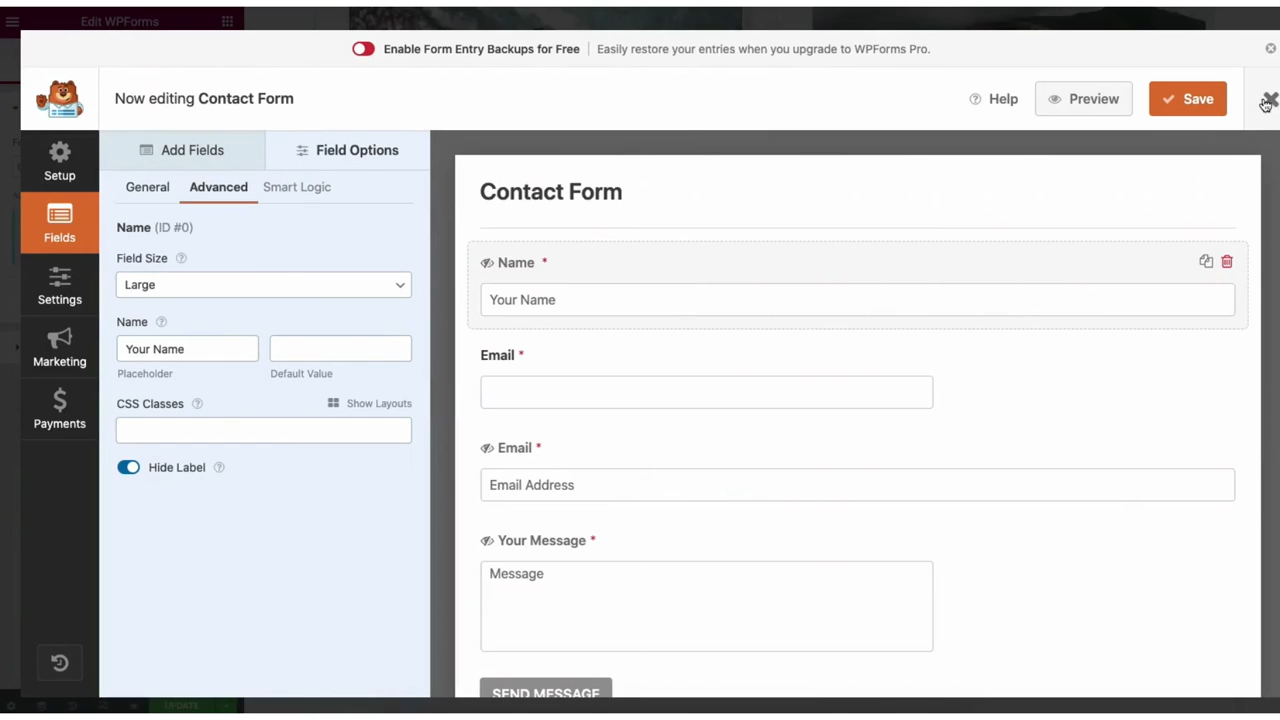 Edit WPForms
Enable Form Entry Backups for Free Easily restore your entries when you upgrade to WPForms Pro.
Now editing Contact Form
Help
Preview
Save
Setup
Fields
Settings
Marketing
Payments
Add Fields
Field Options
General
Advanced
Smart Logic
Name (ID #0)
Field Size
Large
Name
Your Name
Placeholder
Default Value
CSS Classes
Show Layouts
Hide Label
Contact Form
Name *
Your Name
Email *
Email *
Email Address
Your Message *
Message
SEND MESSAGE
UPDATE